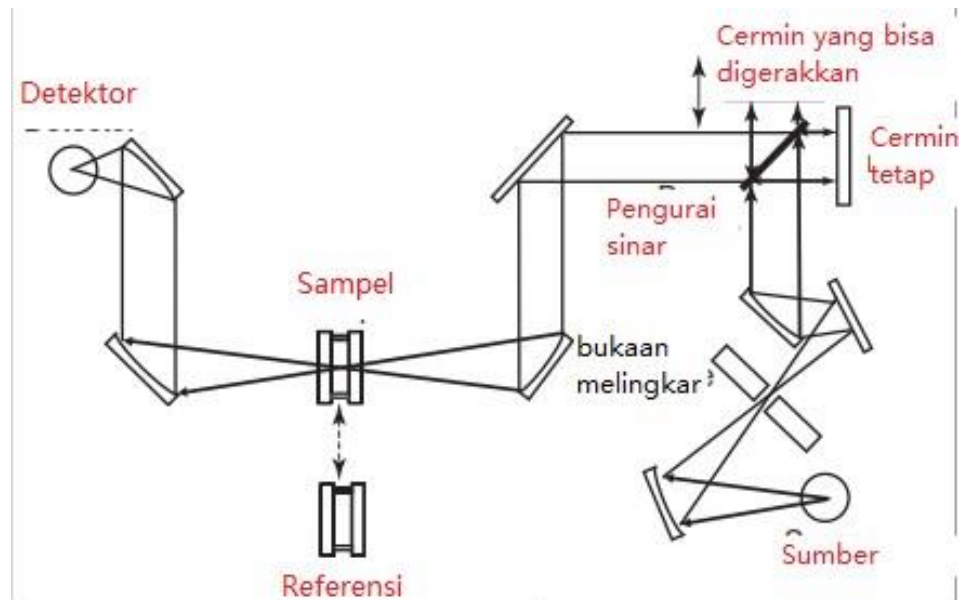 Cermin yang bisa
digerakkan
Detektor
Cermin
tetap
Pengurai
sinar
Sampel
bukaan
melingkar
Sumber
Referensi